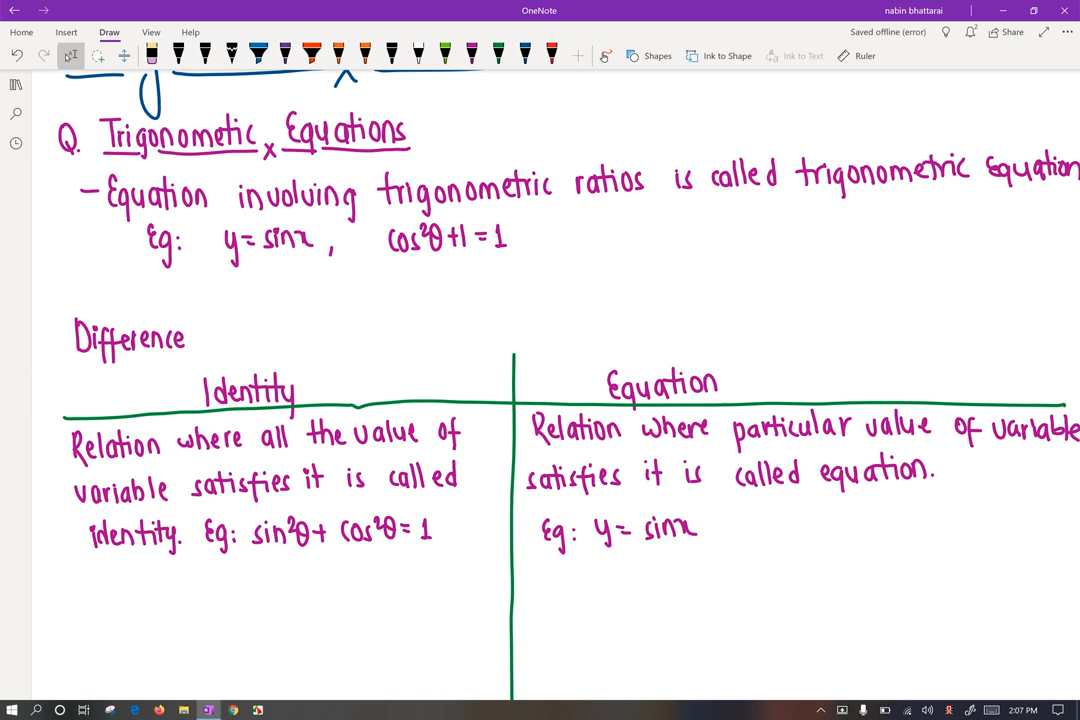 OneNote
nabin bhattarai
Home Insert Draw View Help
Saved offline (error) Share
Shapes Ink to Shape Ink to Text Ruler
Q. Trigonometic Equations
- Equation involving trigonometric ratios is called trigonometric Equation
Eg: y = sinx, cos²θ + 1 = 1
Difference
Identity Equation
Relation where all the value of
variable satisfies it is called
identity. Eg: sin²θ + cos²θ = 1
Relation where particular value of variable
satisfies it is called equation.
Eg: y = sinx
2:07 PM